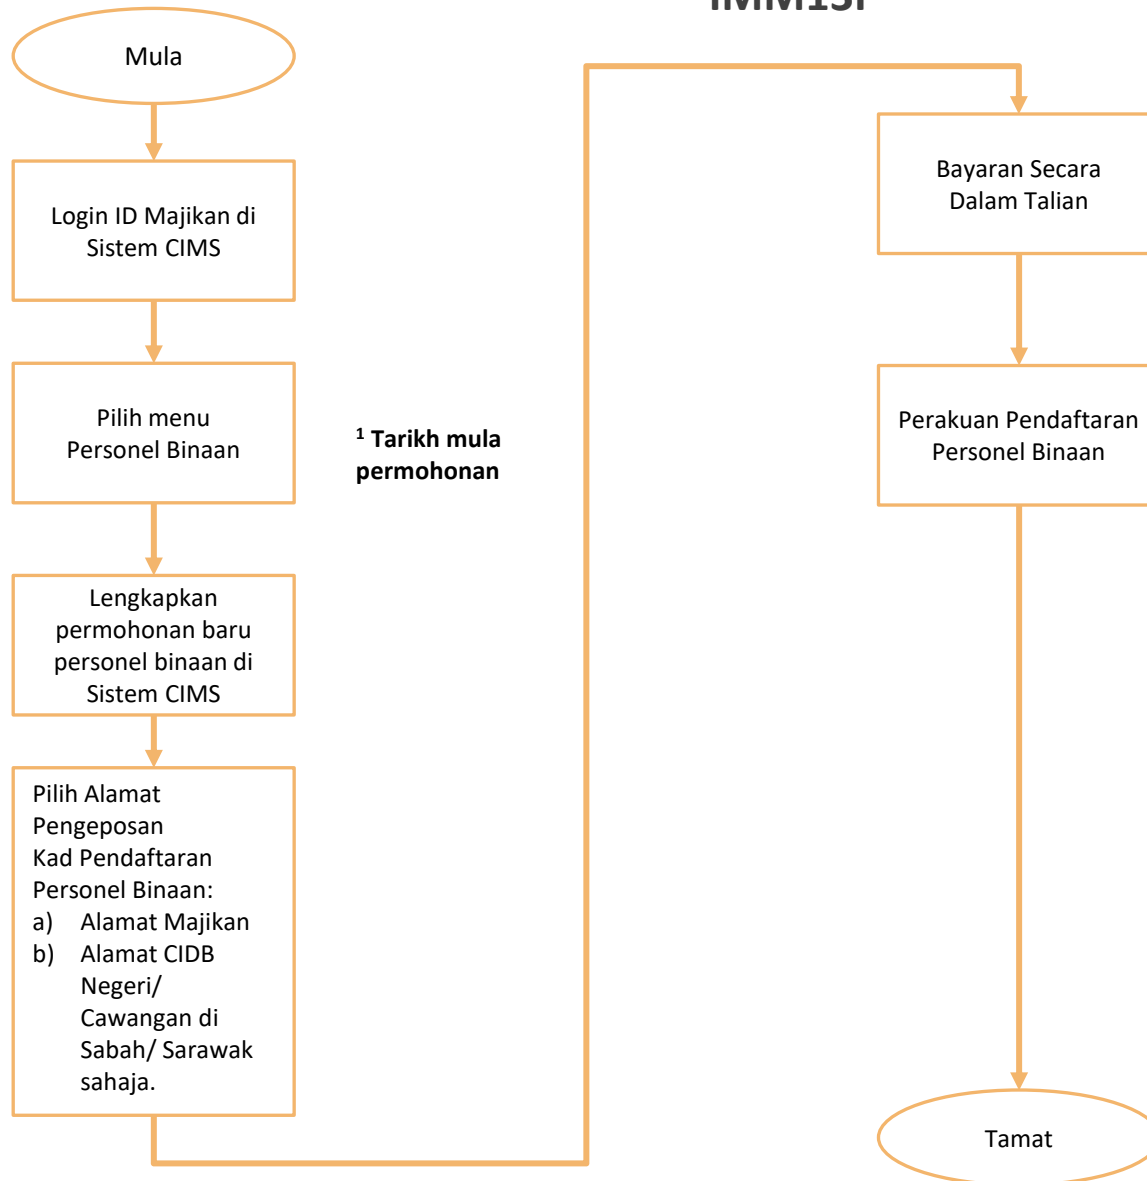 IMM13P
Mula
Login ID Majikan di
Sistem CIMS
Pilih menu
Personel Binaan
¹ Tarikh mula
permohonan
Lengkapkan
permohonan baru
personel binaan di
Sistem CIMS
Pilih Alamat
Pengeposan
Kad Pendaftaran
Personel Binaan:
a) Alamat Majikan
b) Alamat CIDB
Negeri/
Cawangan di
Sabah/ Sarawak
sahaja.
Bayaran Secara
Dalam Talian
Perakuan Pendaftaran
Personel Binaan
Tamat